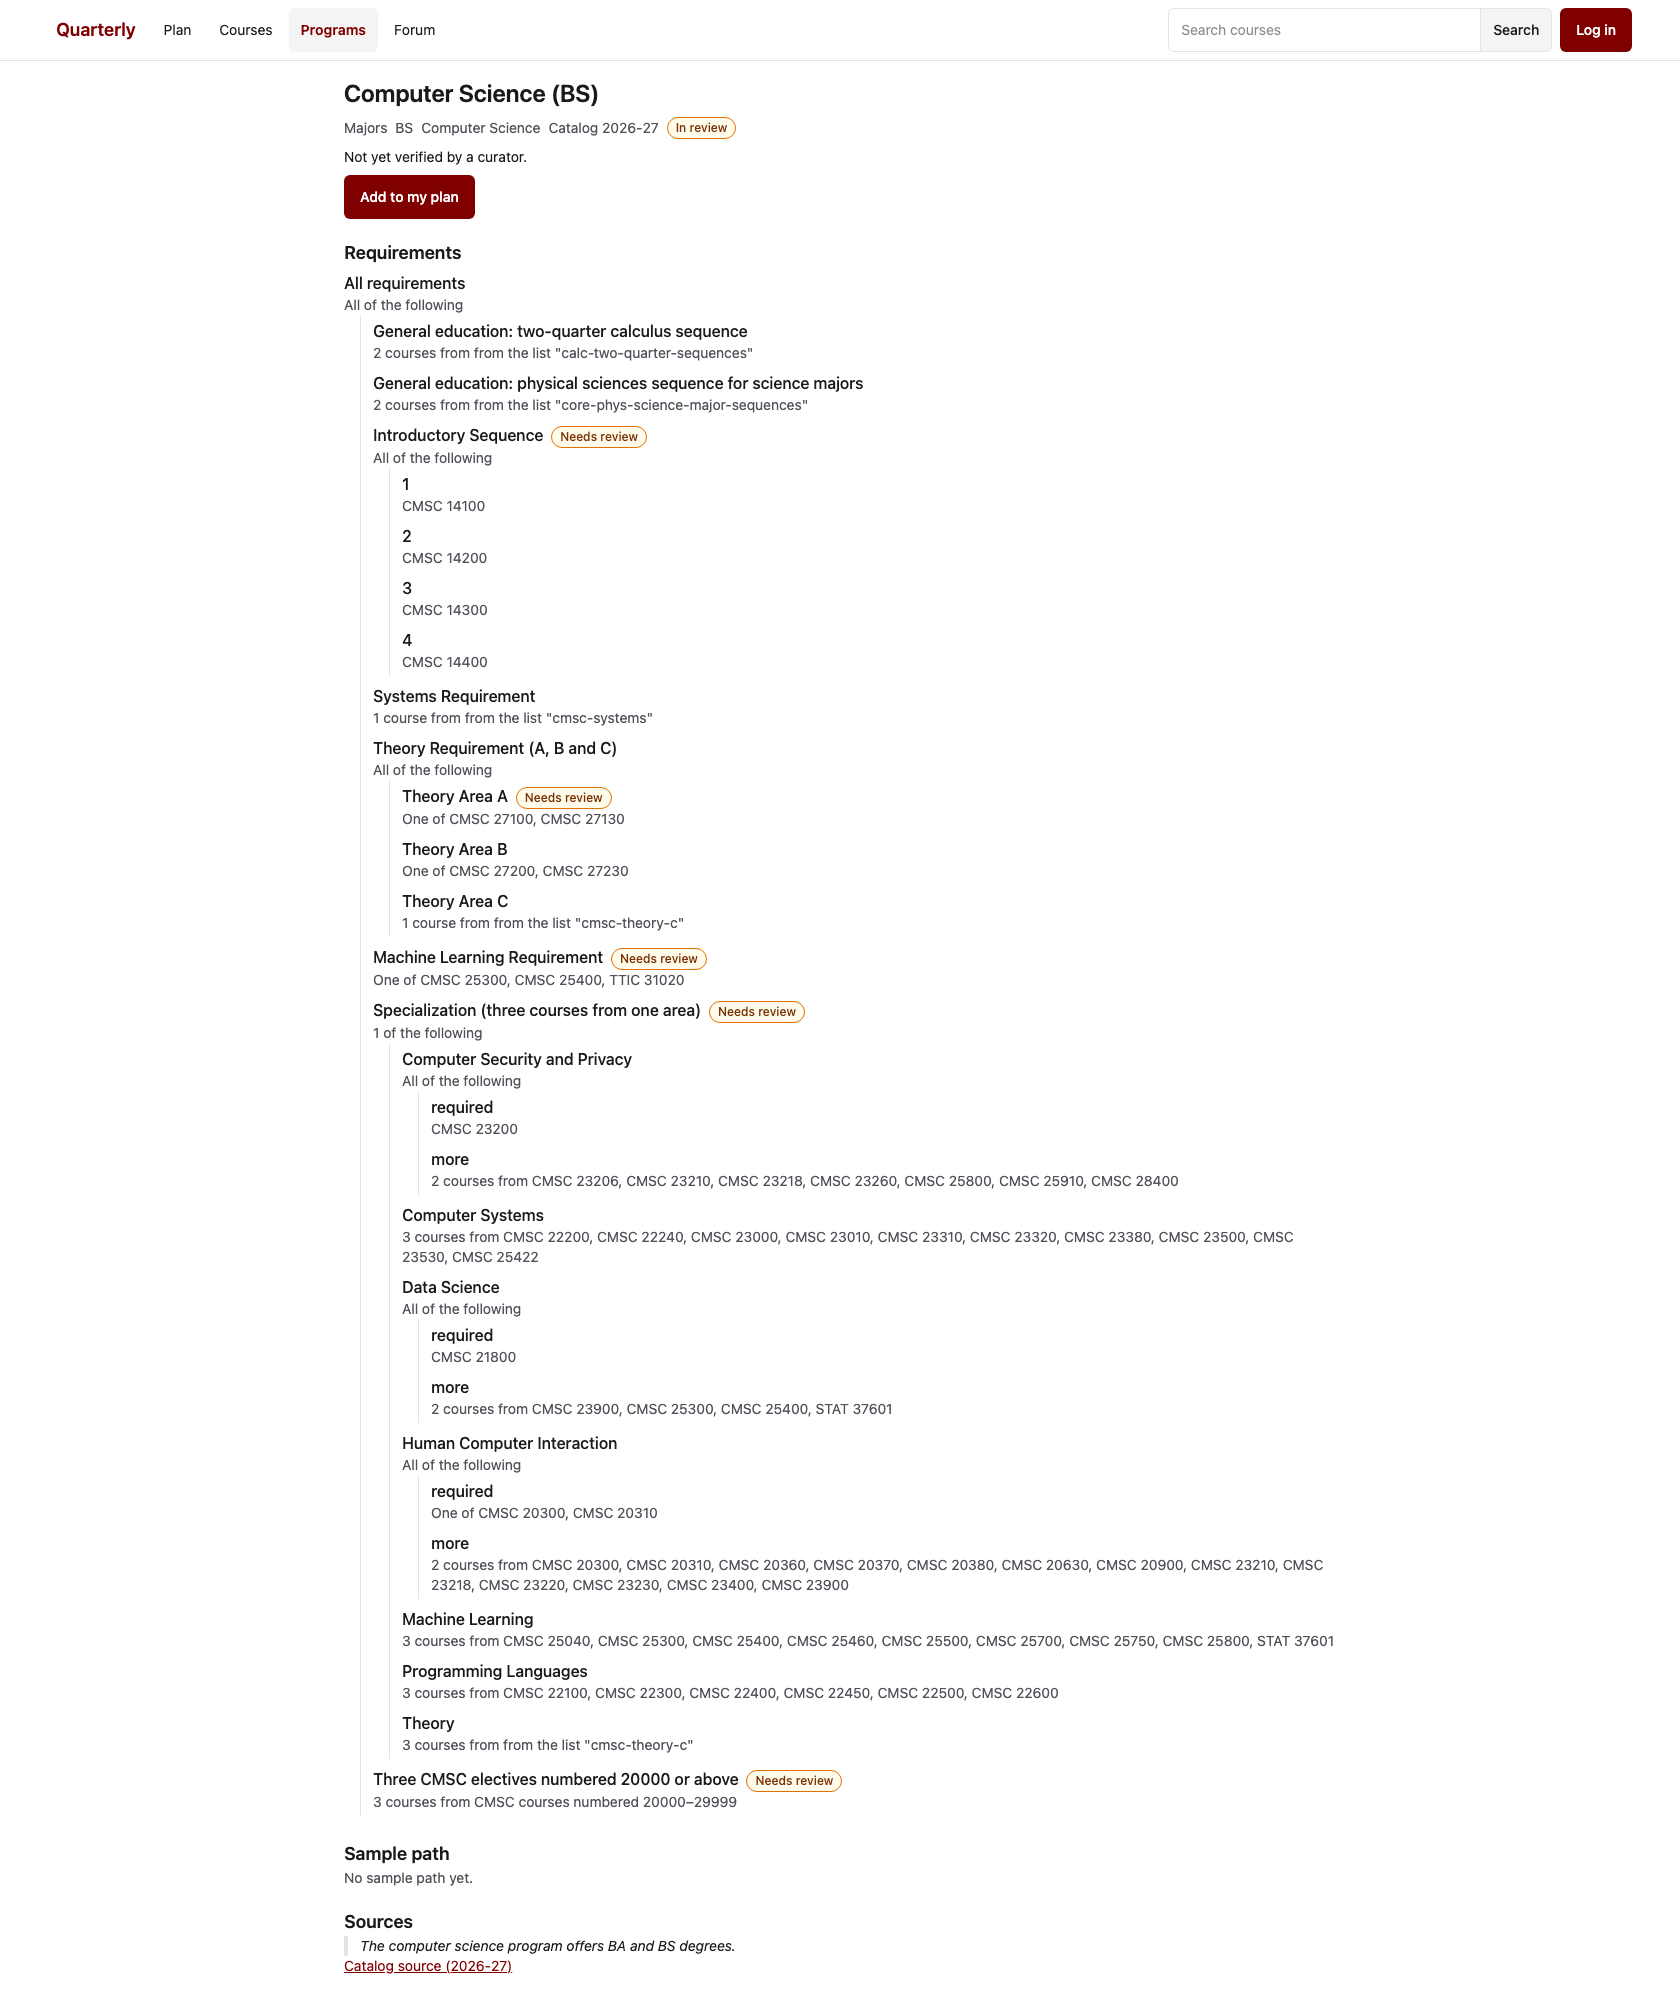 Quarterly Plan Courses Programs Forum Search courses Search Log in
Computer Science (BS)
Majors BS Computer Science Catalog 2026-27 In review
Not yet verified by a curator.
Add to my plan
Requirements
All requirements
All of the following
General education: two-quarter calculus sequence
2 courses from from the list "calc-two-quarter-sequences"
General education: physical sciences sequence for science majors
2 courses from from the list "core-phys-science-major-sequences"
Introductory Sequence Needs review
All of the following
1
CMSC 14100
2
CMSC 14200
3
CMSC 14300
4
CMSC 14400
Systems Requirement
1 course from from the list "cmsc-systems"
Theory Requirement (A, B and C)
All of the following
Theory Area A Needs review
One of CMSC 27100, CMSC 27130
Theory Area B
One of CMSC 27200, CMSC 27230
Theory Area C
1 course from from the list "cmsc-theory-c"
Machine Learning Requirement Needs review
One of CMSC 25300, CMSC 25400, TTIC 31020
Specialization (three courses from one area) Needs review
1 of the following
Computer Security and Privacy
All of the following
required
CMSC 23200
more
2 courses from CMSC 23206, CMSC 23210, CMSC 23218, CMSC 23260, CMSC 25800, CMSC 25910, CMSC 28400
Computer Systems
3 courses from CMSC 22200, CMSC 22240, CMSC 23000, CMSC 23010, CMSC 23310, CMSC 23320, CMSC 23380, CMSC 23500, CMSC
23530, CMSC 25422
Data Science
All of the following
required
CMSC 21800
more
2 courses from CMSC 23900, CMSC 25300, CMSC 25400, STAT 37601
Human Computer Interaction
All of the following
required
One of CMSC 20300, CMSC 20310
more
2 courses from CMSC 20300, CMSC 20310, CMSC 20360, CMSC 20370, CMSC 20380, CMSC 20630, CMSC 20900, CMSC 23210, CMSC
23218, CMSC 23220, CMSC 23230, CMSC 23400, CMSC 23900
Machine Learning
3 courses from CMSC 25040, CMSC 25300, CMSC 25400, CMSC 25460, CMSC 25500, CMSC 25700, CMSC 25750, CMSC 25800, STAT 37601
Programming Languages
3 courses from CMSC 22100, CMSC 22300, CMSC 22400, CMSC 22450, CMSC 22500, CMSC 22600
Theory
3 courses from from the list "cmsc-theory-c"
Three CMSC electives numbered 20000 or above Needs review
3 courses from CMSC courses numbered 20000–29999
Sample path
No sample path yet.
Sources
The computer science program offers BA and BS degrees.
Catalog source (2026-27)